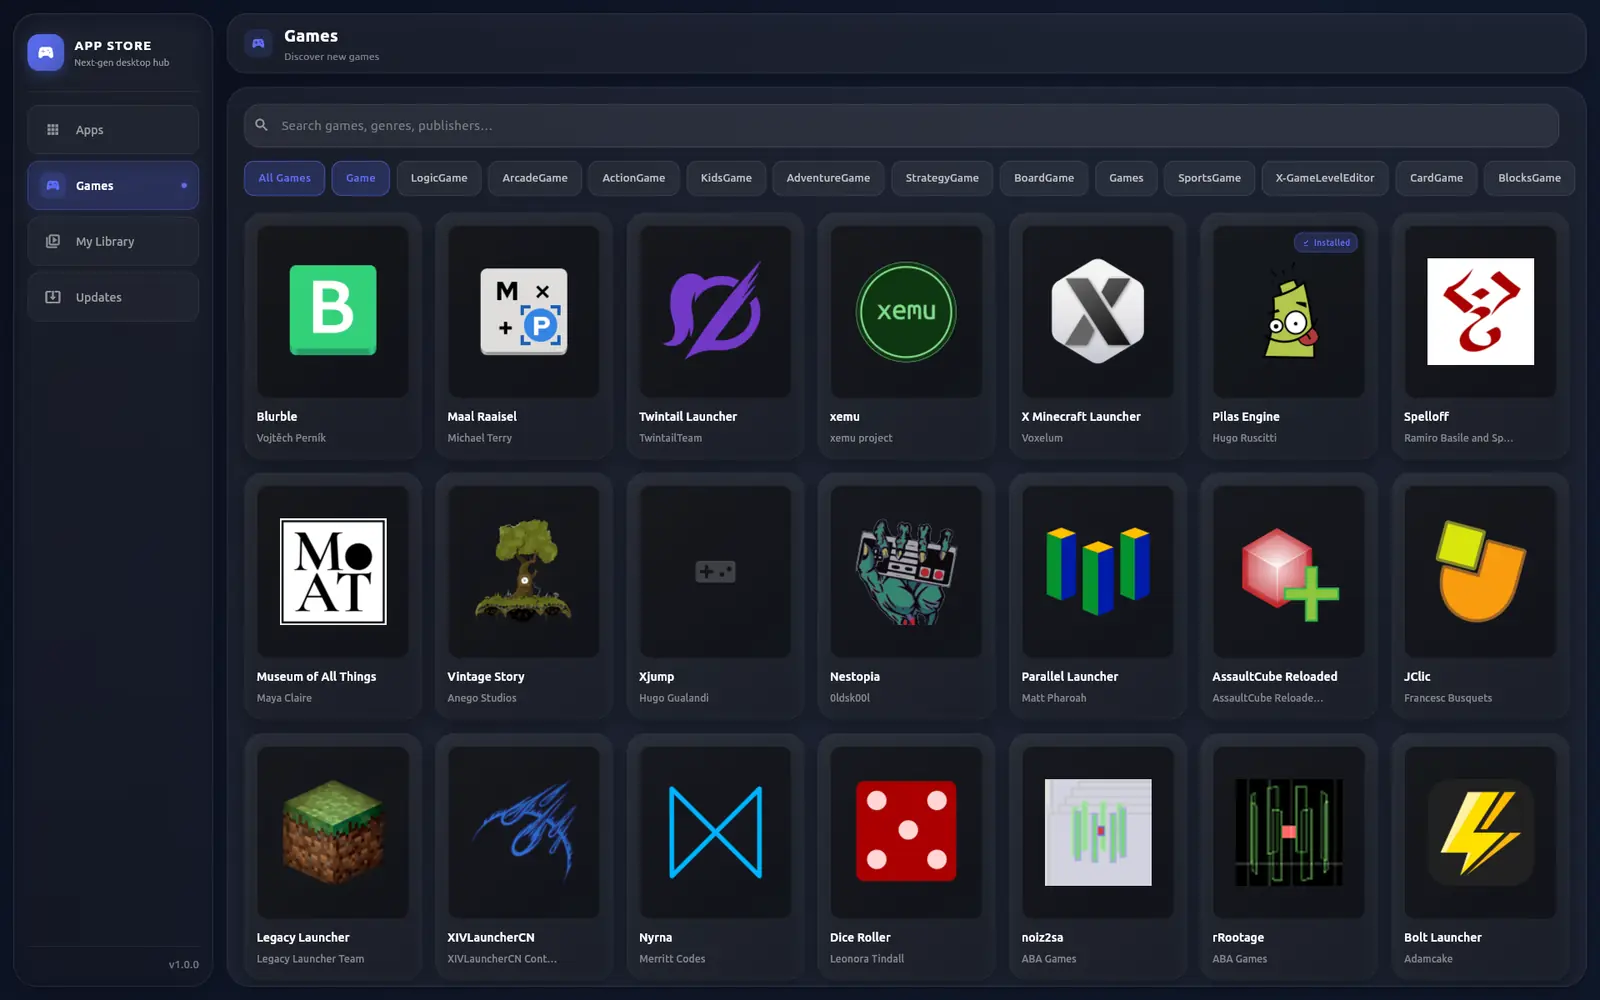 APP STORE
Next-gen desktop hub
Apps
Games
My Library
Updates
v1.0.0
Games
Discover new games
Search games, genres, publishers...
All Games
Game
LogicGame
ArcadeGame
ActionGame
KidsGame
AdventureGame
StrategyGame
BoardGame
Games
SportsGame
X-GameLevelEditor
CardGame
BlocksGame
B
Blurble
Vojtěch Perník
M ×
+ P
Maal Raaisel
Michael Terry
Twintail Launcher
TwintailTeam
xemu
xemu
xemu project
X Minecraft Launcher
Voxelum
✓ Installed
Pilas Engine
Hugo Ruscitti
Spelloff
Ramiro Basile and Sp...
MoAT
Museum of All Things
Maya Claire
Vintage Story
Anego Studios
Xjump
Hugo Gualandi
Nestopia
0ldsk00l
Parallel Launcher
Matt Pharoah
AssaultCube Reloaded
AssaultCube Reloade...
JClic
Francesc Busquets
Legacy Launcher
Legacy Launcher Team
XIVLauncherCN
XIVLauncherCN Cont...
Nyrna
Merritt Codes
Dice Roller
Leonora Tindall
noiz2sa
ABA Games
rRootage
ABA Games
Bolt Launcher
Adamcake